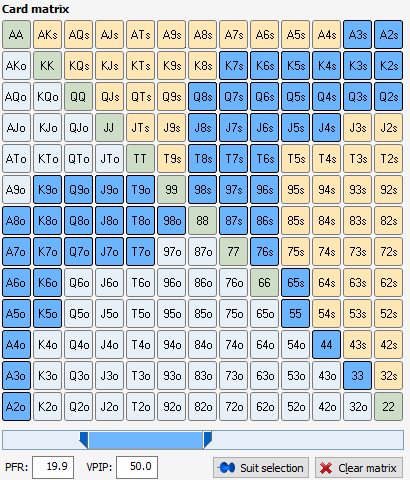 Card matrix
AA AKs AQs AJs ATs A9s A8s A7s A6s A5s A4s A3s A2s
AKo KK KQs KJs KTs K9s K8s K7s K6s K5s K4s K3s K2s
AQo KQo QQ QJs QTs Q9s Q8s Q7s Q6s Q5s Q4s Q3s Q2s
AJo KJo QJo JJ JTs J9s J8s J7s J6s J5s J4s J3s J2s
ATo KTo QTo JTo TT T9s T8s T7s T6s T5s T4s T3s T2s
A9o K9o Q9o J9o T9o 99 98s 97s 96s 95s 94s 93s 92s
A8o K8o Q8o J8o T8o 98o 88 87s 86s 85s 84s 83s 82s
A7o K7o Q7o J7o T7o 97o 87o 77 76s 75s 74s 73s 72s
A6o K6o Q6o J6o T6o 96o 86o 76o 66 65s 64s 63s 62s
A5o K5o Q5o J5o T5o 95o 85o 75o 65o 55 54s 53s 52s
A4o K4o Q4o J4o T4o 94o 84o 74o 64o 54o 44 43s 42s
A3o K3o Q3o J3o T3o 93o 83o 73o 63o 53o 43o 33 32s
A2o K2o Q2o J2o T2o 92o 82o 72o 62o 52o 42o 32o 22
PFR: 19.9 VPIP: 50.0 Suit selection Clear matrix